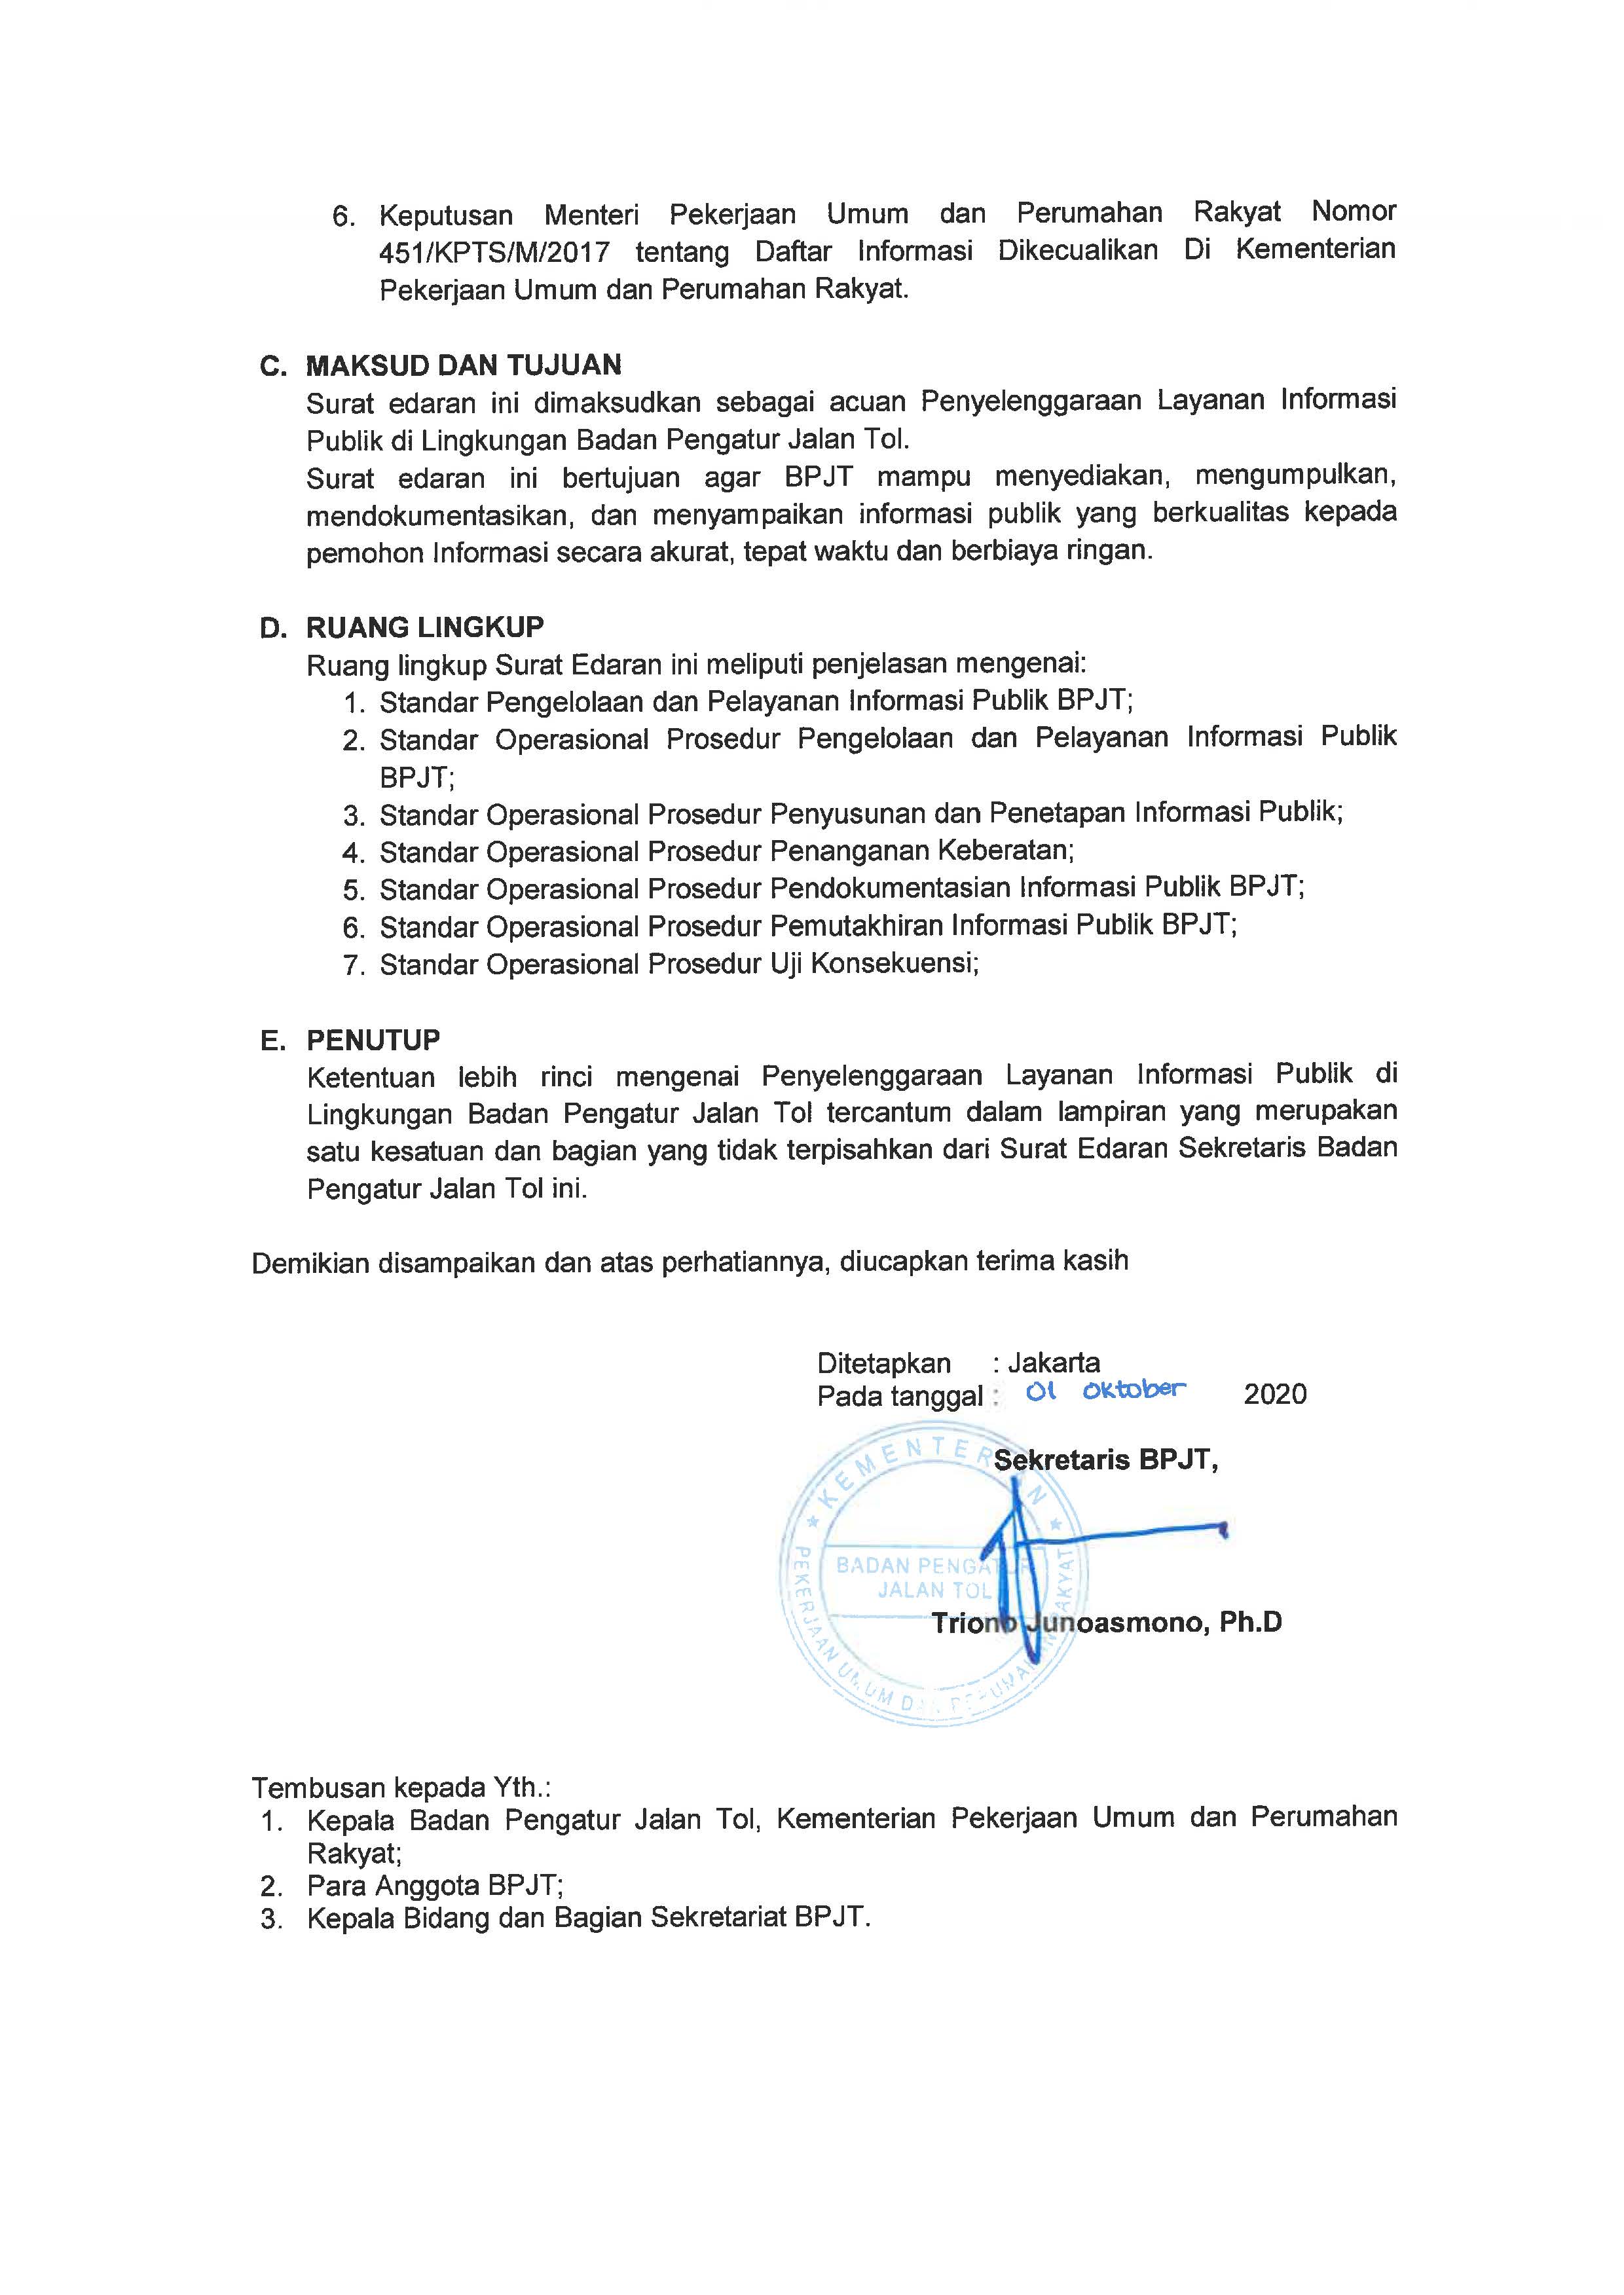 6. Keputusan Menteri Pekerjaan Umum dan Perumahan Rakyat Nomor
451/KPTS/M/2017 tentang Daftar Informasi Dikecualikan Di Kementerian
Pekerjaan Umum dan Perumahan Rakyat.
C. MAKSUD DAN TUJUAN
Surat edaran ini dimaksudkan sebagai acuan Penyelenggaraan Layanan Informasi
Publik di Lingkungan Badan Pengatur Jalan Tol.
Surat edaran ini bertujuan agar BPJT mampu menyediakan, mengumpulkan,
mendokumentasikan, dan menyampaikan informasi publik yang berkualitas kepada
pemohon Informasi secara akurat, tepat waktu dan berbiaya ringan.
D. RUANG LINGKUP
Ruang lingkup Surat Edaran ini meliputi penjelasan mengenai:
1. Standar Pengelolaan dan Pelayanan Informasi Publik BPJT;
2. Standar Operasional Prosedur Pengelolaan dan Pelayanan Informasi Publik
BPJT;
3. Standar Operasional Prosedur Penyusunan dan Penetapan Informasi Publik;
4. Standar Operasional Prosedur Penanganan Keberatan;
5. Standar Operasional Prosedur Pendokumentasian Informasi Publik BPJT;
6. Standar Operasional Prosedur Pemutakhiran Informasi Publik BPJT;
7. Standar Operasional Prosedur Uji Konsekuensi;
E. PENUTUP
Ketentuan lebih rinci mengenai Penyelenggaraan Layanan Informasi Publik di
Lingkungan Badan Pengatur Jalan Tol tercantum dalam lampiran yang merupakan
satu kesatuan dan bagian yang tidak terpisahkan dari Surat Edaran Sekretaris Badan
Pengatur Jalan Tol ini.
Demikian disampaikan dan atas perhatiannya, diucapkan terima kasih
Ditetapkan : Jakarta
Pada tanggal : 01 Oktober 2020
Sekretaris BPJT,
KEMENTERIAN
BADAN PENGATUR
JALAN TOL
PEKERJAAN UMUM DAN PERUMAHAN RAKYAT
Triono Junoasmono, Ph.D
Tembusan kepada Yth.:
1. Kepala Badan Pengatur Jalan Tol, Kementerian Pekerjaan Umum dan Perumahan
Rakyat;
2. Para Anggota BPJT;
3. Kepala Bidang dan Bagian Sekretariat BPJT.